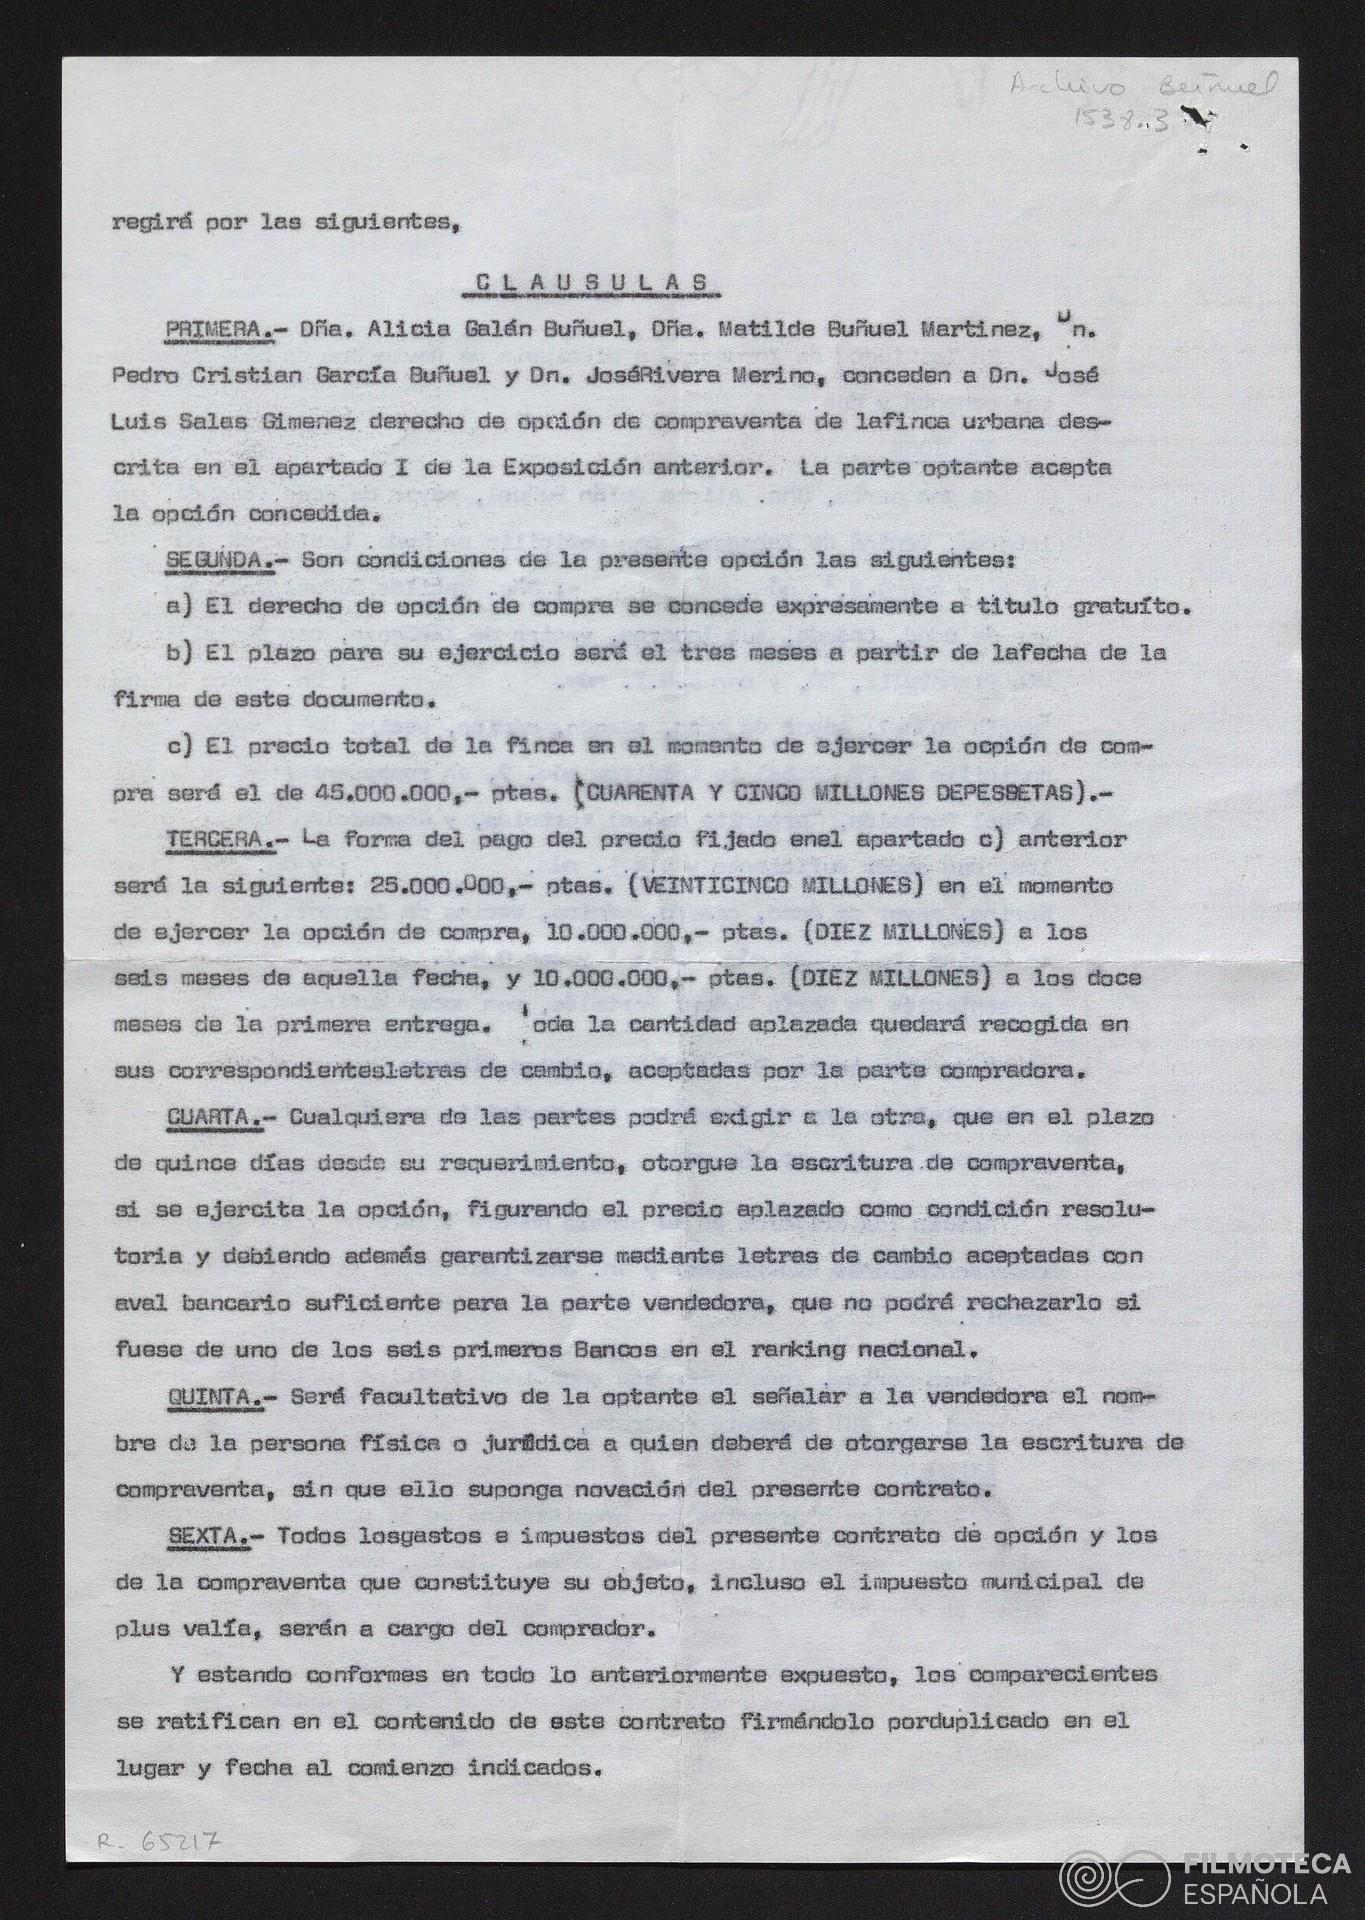 Archivo Buñuel
1538..3
regirá por las siguientes,
C L A U S U L A S
PRIMERA.- Dña. Alicia Galán Buñuel, Dña. Matilde Buñuel Martinez, Dn.
Pedro Cristian García Buñuel y Dn. JoséRivera Merino, conceden a Dn. José
Luis Salas Gimenez derecho de opción de compraventa de lafinca urbana des-
crita en el apartado I de la Exposición anterior. La parte optante acepta
la opción concedida.
SEGUNDA.- Son condiciones de la presente opción las siguientes:
a) El derecho de opción de compra se concede expresamente a titulo gratuíto.
b) El plazo para su ejercicio será el tres meses a partir de lafecha de la
firma de este documento.
c) El precio total de la finca en el momento de ejercer la ocpión de com-
pra será el de 45.000.000,- ptas. (CUARENTA Y CINCO MILLONES DEPESSETAS).-
TERCERA.- La forma del pago del precio fijado enel apartado c) anterior
será la siguiente: 25.000.000,- ptas. (VEINTICINCO MILLONES) en el momento
de ejercer la opción de compra, 10.000.000,- ptas. (DIEZ MILLONES) a los
seis meses de aquella fecha, y 10.000.000,- ptas. (DIEZ MILLONES) a los doce
meses de la primera entrega. Toda la cantidad aplazada quedará recogida en
sus correspondientesletras de cambio, aceptadas por la parte compradora.
CUARTA.- Cualquiera de las partes podrá exigir a la otra, que en el plazo
de quince días desde su requerimiento, otorgue la escritura de compraventa,
si se ejercita la opción, figurando el precio aplazado como condición resolu-
toria y debiendo además garantizarse mediante letras de cambio aceptadas con
aval bancario suficiente para la parte vendedora, que no podrá rechazarlo si
fuese de uno de los seis primeros Bancos en el ranking nacional.
QUINTA.- Será facultativo de la optante el señalar a la vendedora el nom-
bre de la persona física o jurídica a quien deberá de otorgarse la escritura de
compraventa, sin que ello suponga novación del presente contrato.
SEXTA.- Todos losgastos e impuestos del presente contrato de opción y los
de la compraventa que constituye su objeto, incluso el impuesto municipal de
plus valía, serán a cargo del comprador.
Y estando conformes en todo lo anteriormente expuesto, los comparecientes
se ratifican en el contenido de este contrato firmándolo porduplicado en el
lugar y fecha al comienzo indicados.
R- 65217
FILMOTECA
ESPAÑOLA